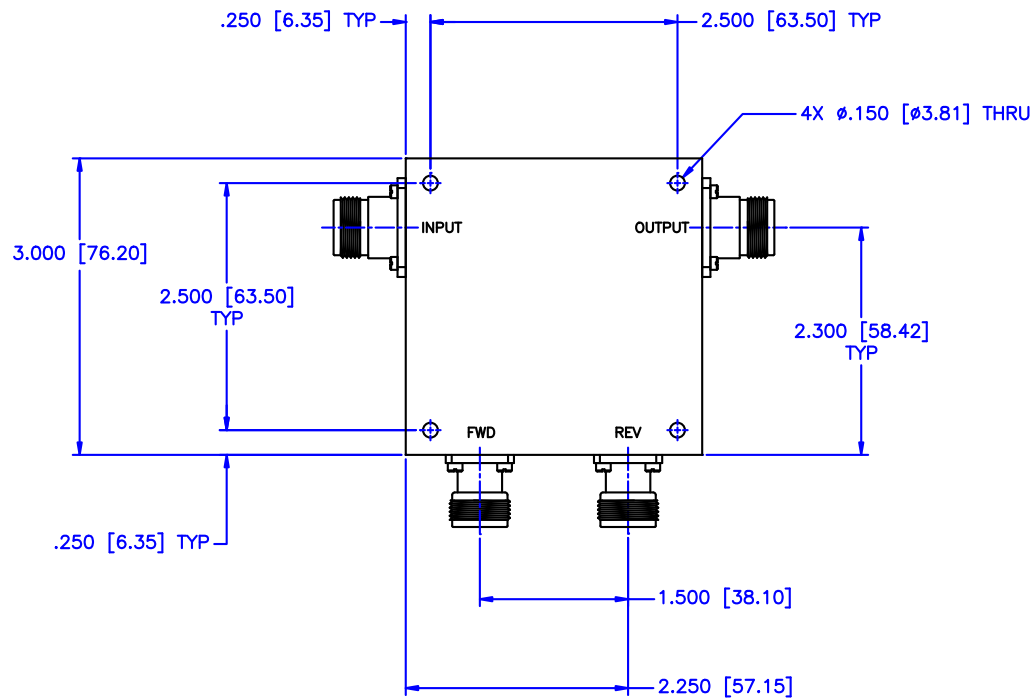 .250 [6.35] TYP
2.500 [63.50] TYP
4X ø.150 [ø3.81] THRU
INPUT
OUTPUT
3.000 [76.20]
2.500 [63.50]
TYP
2.300 [58.42]
TYP
FWD
REV
.250 [6.35] TYP
1.500 [38.10]
2.250 [57.15]